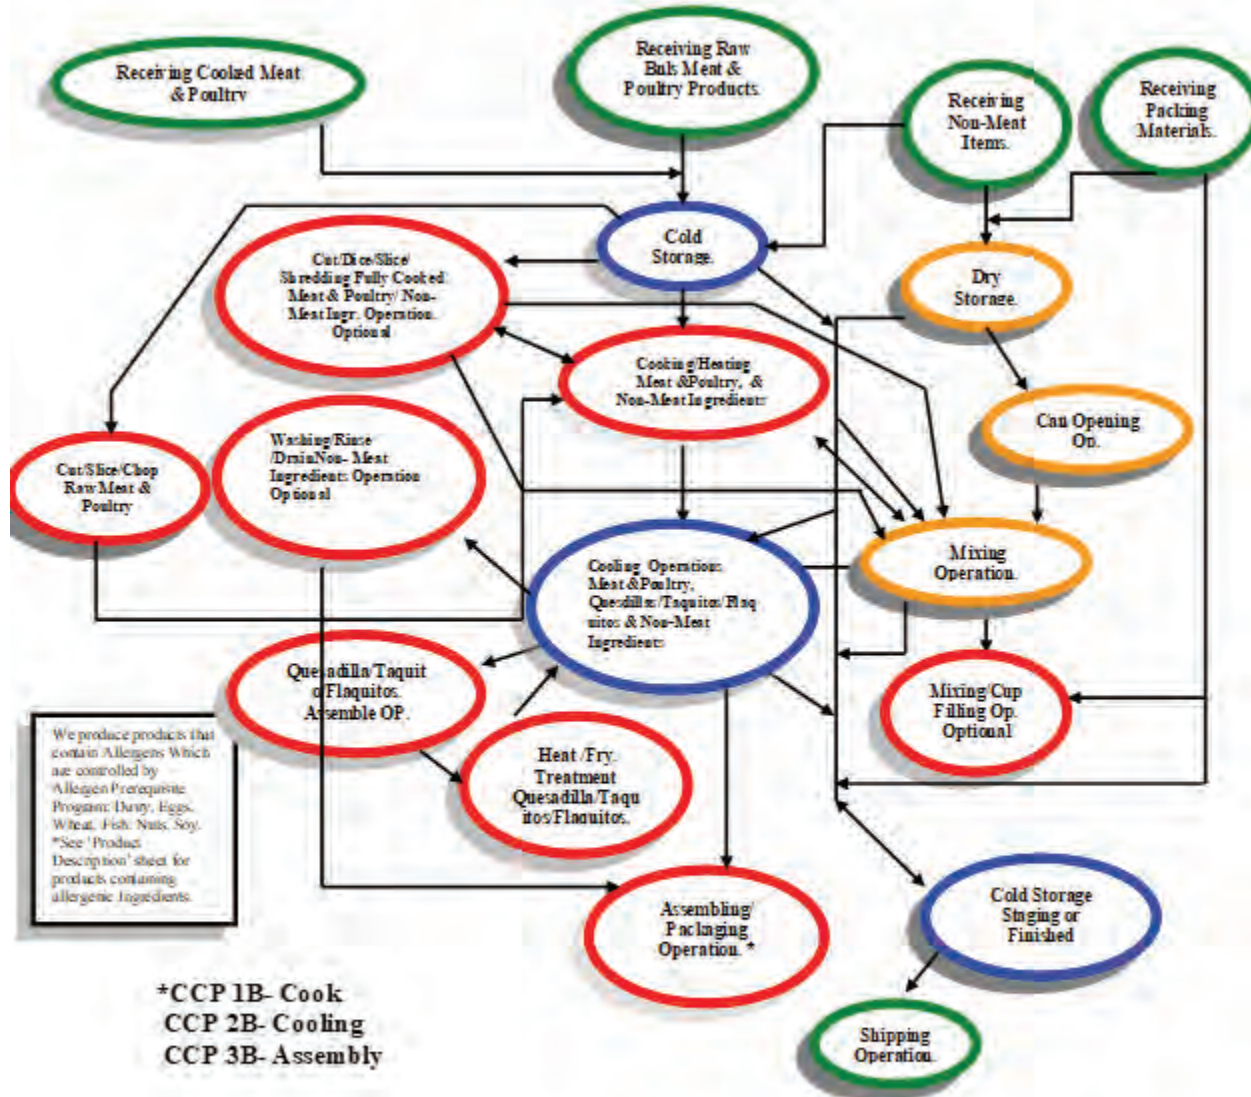 Receiving Cooked Meat
& Poultry
Receiving Raw
Bnls Meat &
Poultry Products.
Receiving
Non-Meat
Items.
Receiving
Packing
Materials.
Cold
Storage.
Cut/Dice/Slice/
Shredding Fully Cooked
Meat & Poultry/ Non-
Meat Ingr. Operation.
Optional
Dry
Storage.
Cooking/Heating
Meat &Poultry, &
Non-Meat Ingredients
Can Opening
Op.
Washing/Rinse
/DrainNon- Meat
Ingredients Operation
Optional
Cut/Slice/Chop
Raw Meat &
Poultry
Mixing
Operation.
Cooling Operations
Meat &Poultry,
Quesdillas/Taquitos/Flaq
uitos & Non-Meat
Ingredients
Quesadilla/Taquit
o/Flaquitos.
Assemble OP.
Mixing/Cup
Filling Op.
Optional
Heat /Fry.
Treatment
Quesadilla/Taqu
itos/Flaquitos.
We produce products that
contain Allergens Which
are controlled by
Allergen Prerequisite
Program: Dairy, Eggs,
Wheat, Fish, Nuts, Soy.
*See 'Product
Description' sheet for
products containing
allergenic Ingredients.
Assembling/
Packaging
Operation. *
Cold Storage
Staging or
Finished
Shipping
Operation.
*CCP 1B- Cook
CCP 2B- Cooling
CCP 3B- Assembly